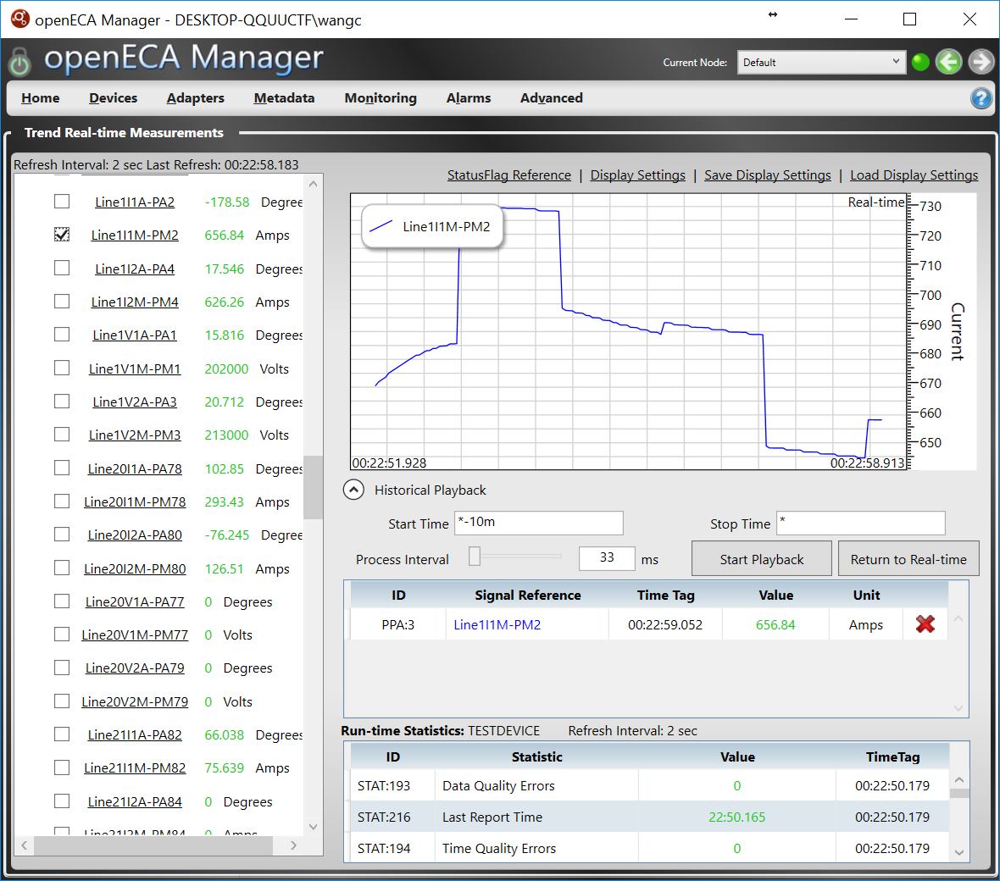 openECA Manager - DESKTOP-QQUUCTF\wangc
openECA Manager
Current Node: Default
Home Devices Adapters Metadata Monitoring Alarms Advanced
Trend Real-time Measurements
Refresh Interval: 2 sec Last Refresh: 00:22:58.183
StatusFlag Reference | Display Settings | Save Display Settings | Load Display Settings
Line1I1A-PA2 -178.58 Degree
Line1I1M-PM2 656.84 Amps
Line1I2A-PA4 17.546 Degrees
Line1I2M-PM4 626.26 Amps
Line1V1A-PA1 15.816 Degrees
Line1V1M-PM1 202000 Volts
Line1V2A-PA3 20.712 Degrees
Line1V2M-PM3 213000 Volts
Line20I1A-PA78 102.85 Degrees
Line20I1M-PM78 293.43 Amps
Line20I2A-PA80 -76.245 Degree
Line20I2M-PM80 126.51 Amps
Line20V1A-PA77 0 Degrees
Line20V1M-PM77 0 Volts
Line20V2A-PA79 0 Degrees
Line20V2M-PM79 0 Volts
Line21I1A-PA82 66.038 Degrees
Line21I1M-PM82 75.639 Amps
Line21I2A-PA84 0 Degrees
Line21I2M-PM84 0 Amps
Line1I1M-PM2
Real-time
730
720
710
700
690
680
670
660
650
Current
00:22:51.928 00:22:58.913
Historical Playback
Start Time *-10m Stop Time *
Process Interval 33 ms Start Playback Return to Real-time
ID Signal Reference Time Tag Value Unit
PPA:3 Line1I1M-PM2 00:22:59.052 656.84 Amps
Run-time Statistics: TESTDEVICE Refresh Interval: 2 sec
ID Statistic Value TimeTag
STAT:193 Data Quality Errors 0 00:22:50.179
STAT:216 Last Report Time 22:50.165 00:22:50.179
STAT:194 Time Quality Errors 0 00:22:50.179